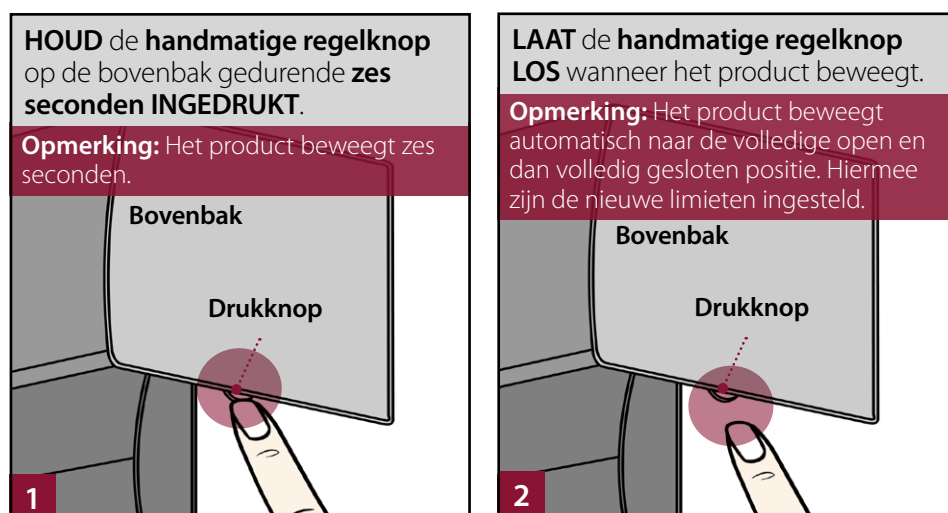 HOUD de handmatige regelknop
op de bovenbak gedurende zes
seconden INGEDRUKT.
Opmerking: Het product beweegt zes
seconden.
Bovenbak
Drukknop
1
LAAT de handmatige regelknop
LOS wanneer het product beweegt.
Opmerking: Het product beweegt
automatisch naar de volledige open en
dan volledig gesloten positie. Hiermee
zijn de nieuwe limieten ingesteld.
Bovenbak
Drukknop
2